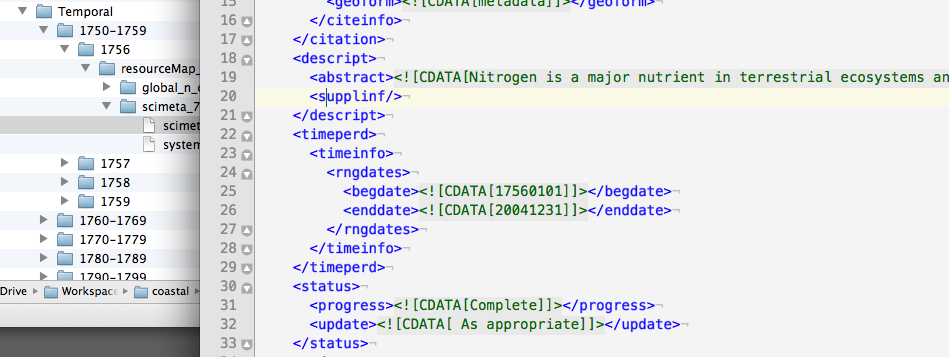 Temporal
1750-1759
1756
resourceMap_
global_n_
scimeta_7
scimet
system
1757
1758
1759
1760-1769
1770-1779
1780-1789
1790-1799
Drive Workspac coastal
15 <geoform><![CDATA[metadata]]></geoform>¬
16 </citeinfo>¬
17 </citation>¬
18 <descript>¬
19 <abstract><![CDATA[Nitrogen is a major nutrient in terrestrial ecosystems an
20 <supplinf/>¬
21 </descript>¬
22 <timeperd>¬
23 <timeinfo>¬
24 <rngdates>¬
25 <begdate><![CDATA[17560101]]></begdate>¬
26 <enddate><![CDATA[20041231]]></enddate>¬
27 </rngdates>¬
28 </timeinfo>¬
29 </timeperd>¬
30 <status>¬
31 <progress><![CDATA[Complete]]></progress>¬
32 <update><![CDATA[ As appropriate]]></update>¬
33 </status>¬